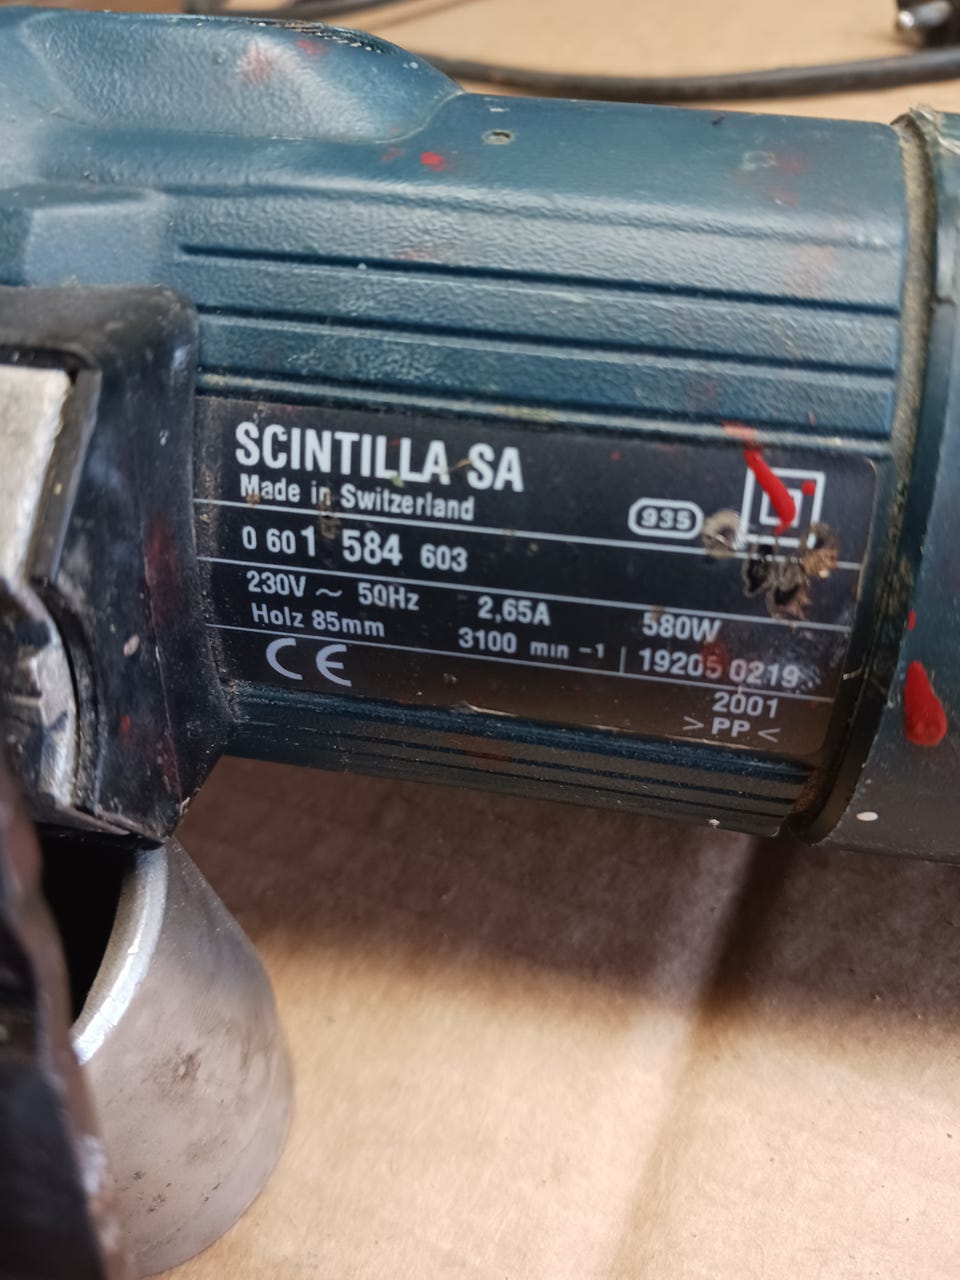 SCINTILLA SA
Made in Switzerland
935
0 601 584 603
230V ~ 50Hz 2,65A 580W
Holz 85mm 3100 min -1 19205 0219
CE 2001
>PP<